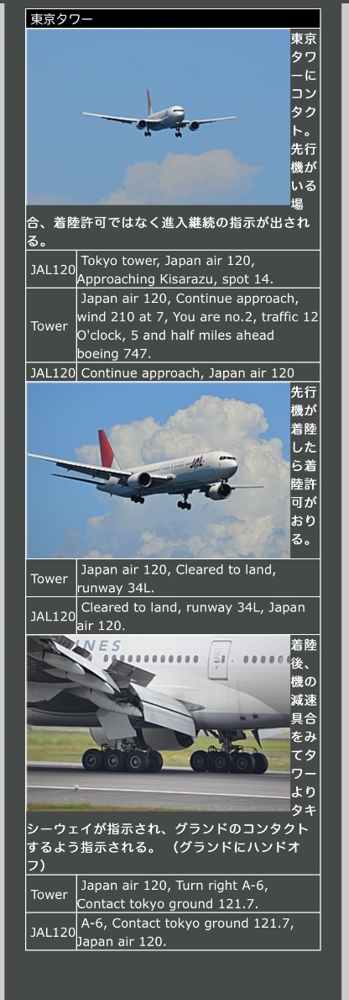 東京タワー
東京
タワ
ーに
コン
タク
ト。
先行
機が
いる
場
合、着陸許可ではなく進入継続の指示が出され
る。
JAL120 Tokyo tower, Japan air 120,
Approaching Kisarazu, spot 14.
Japan air 120, Continue approach,
Tower wind 210 at 7, You are no.2, traffic 12
O'clock, 5 and half miles ahead
boeing 747.
JAL120 Continue approach, Japan air 120
先行
機が
着陸
した
ら着
陸許
可が
おり
る。
JAL
Tower Japan air 120, Cleared to land,
runway 34L.
JAL120 Cleared to land, runway 34L, Japan
air 120.
着陸
後、
機の
減速
具合
をみ
てタ
ワー
より
タキ
INES
シーウェイが指示され、グランドのコンタクト
するよう指示される。 （グランドにハンドオ
フ）
Tower Japan air 120, Turn right A-6,
Contact tokyo ground 121.7.
JAL120 A-6, Contact tokyo ground 121.7,
Japan air 120.